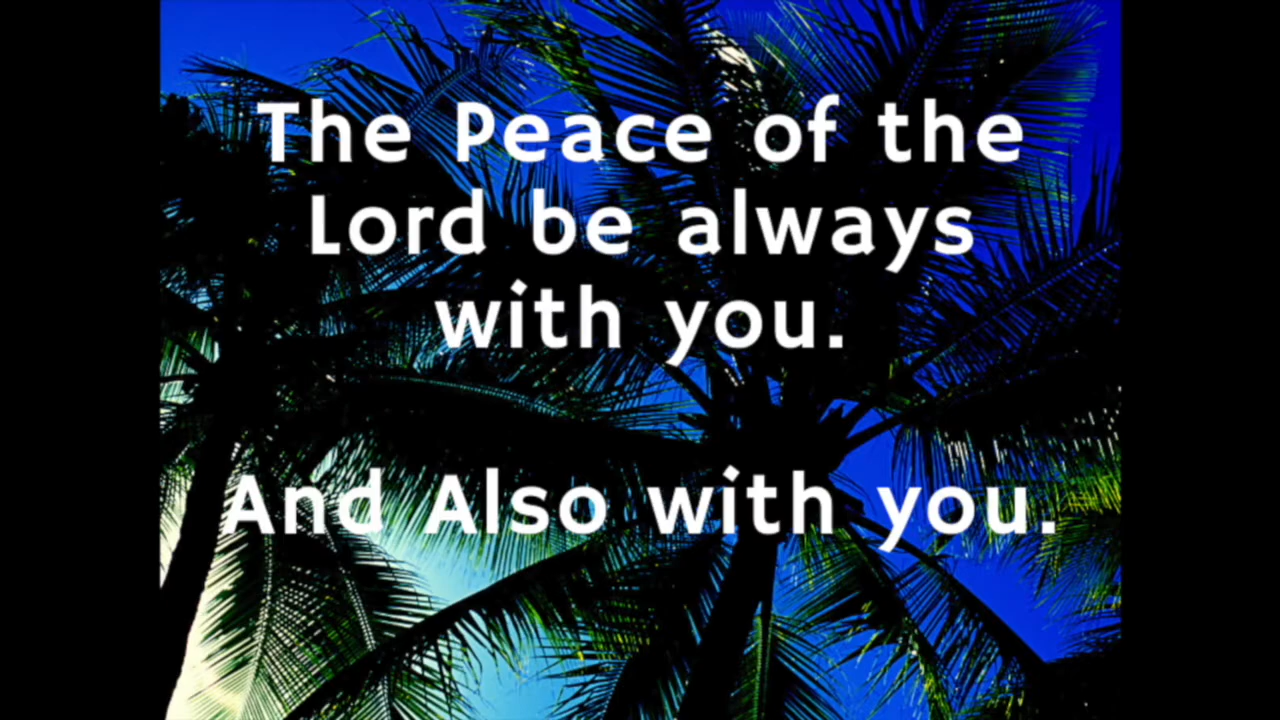 The Peace of the
Lord be always
with you.
And Also with you.